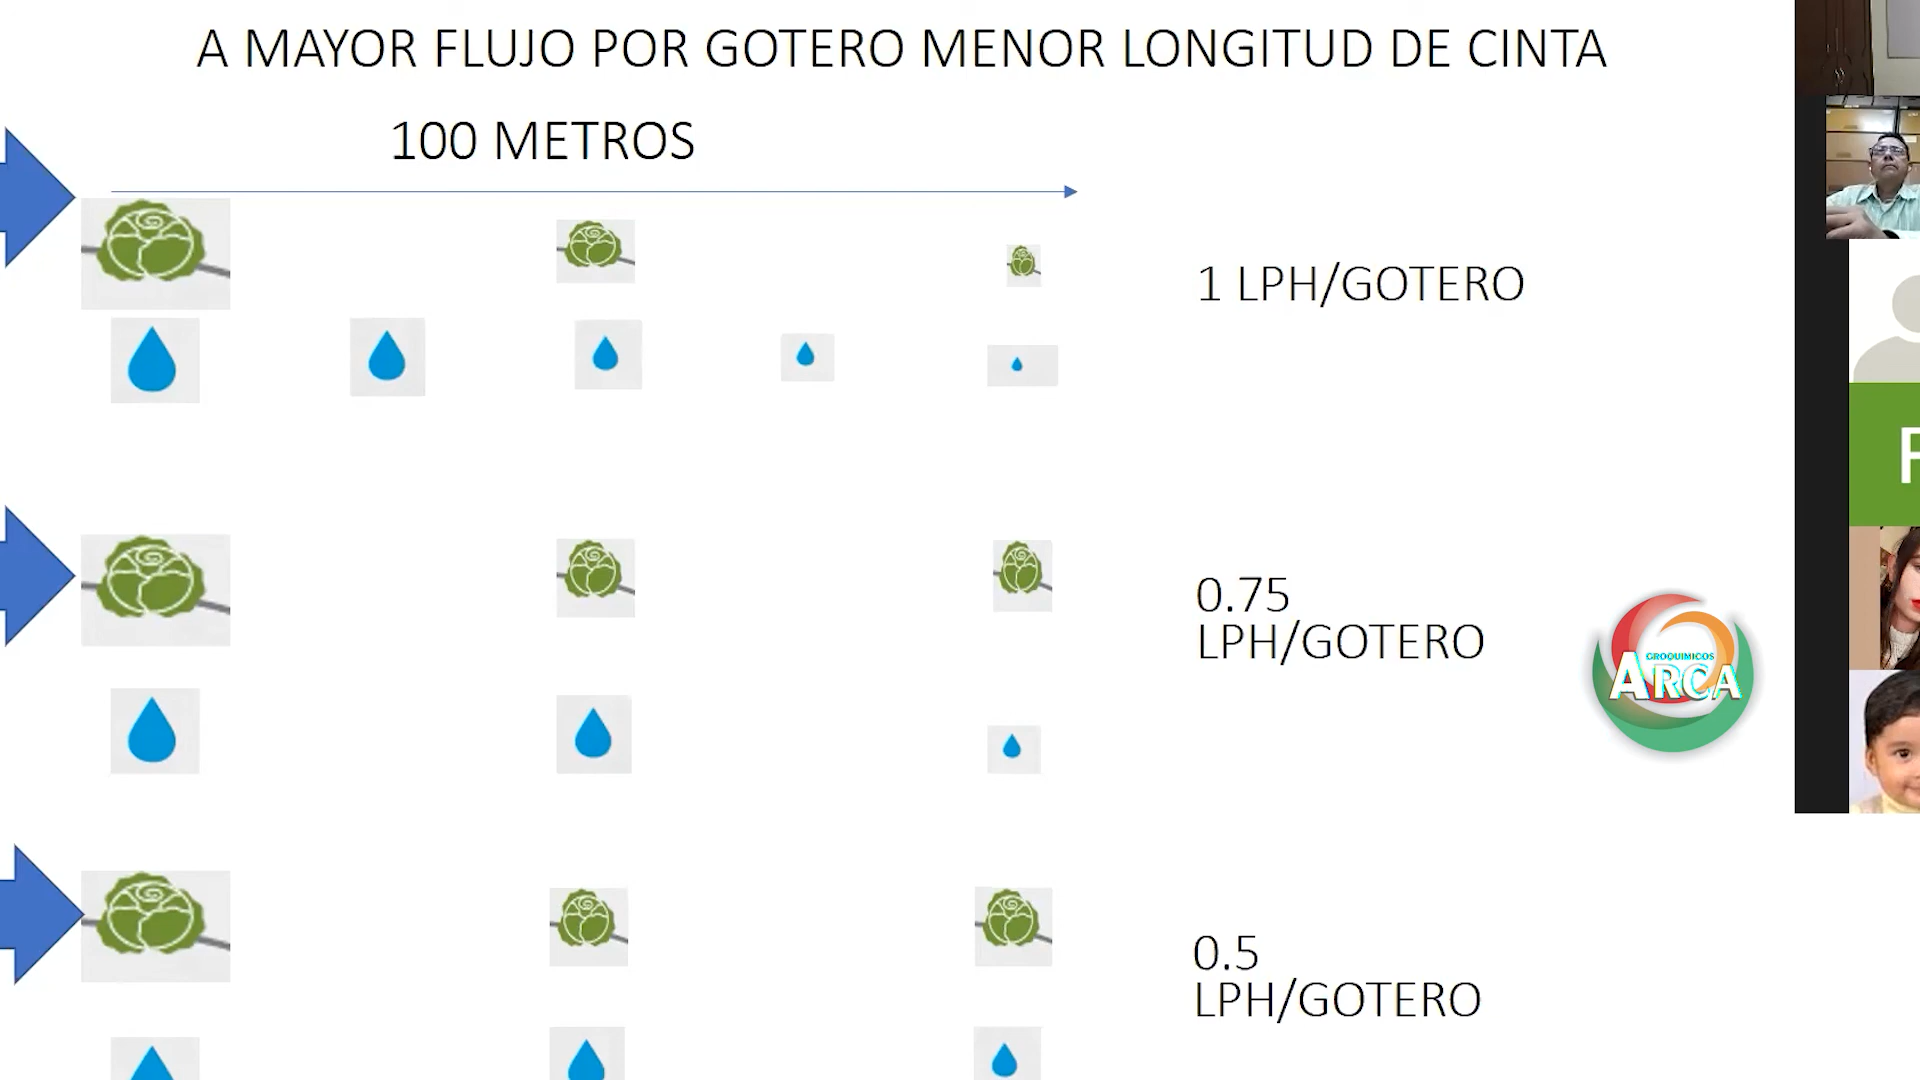 A MAYOR FLUJO POR GOTERO MENOR LONGITUD DE CINTA
100 METROS
1 LPH/GOTERO
0.75
LPH/GOTERO
GROQUIMICOS
ARCA
0.5
LPH/GOTERO